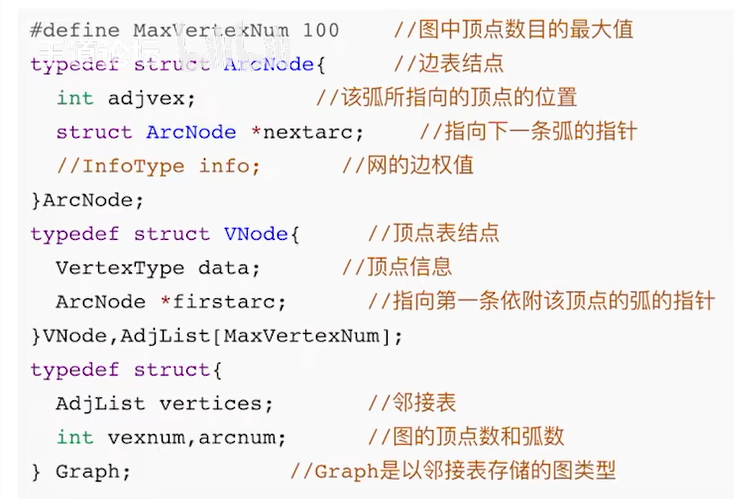 #define MaxVertexNum 100    //图中顶点数目的最大值
typedef struct ArcNode{    //边表结点
int adjvex;    //该弧所指向的顶点的位置
struct ArcNode *nextarc;    //指向下一条弧的指针
//InfoType info;    //网的边权值
}ArcNode;
typedef struct VNode{    //顶点表结点
VertexType data;    //顶点信息
ArcNode *firstarc;    //指向第一条依附该顶点的弧的指针
}VNode,AdjList[MaxVertexNum];
typedef struct{
AdjList vertices;    //邻接表
int vexnum,arcnum;    //图的顶点数和弧数
} Graph;    //Graph是以邻接表存储的图类型